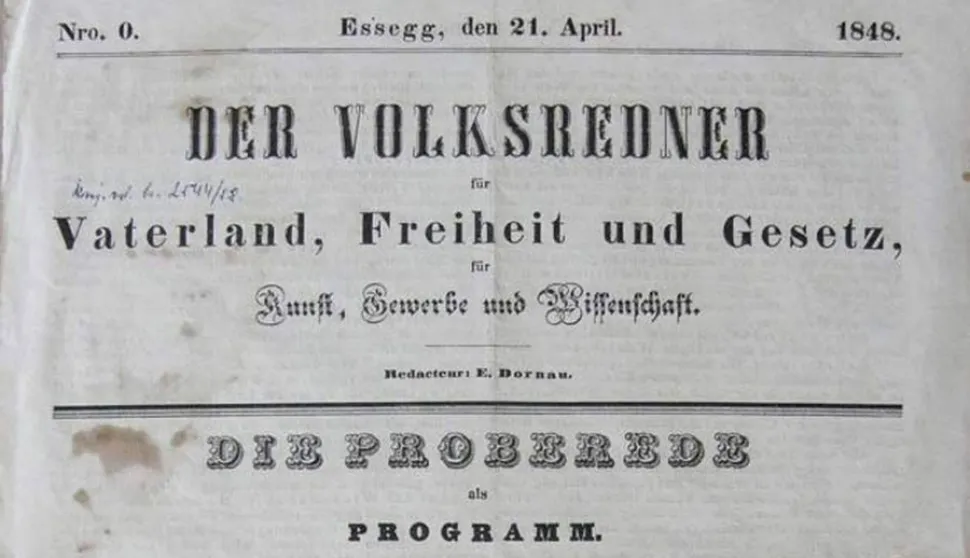 Nro. 0. Essegg, den 21. April. 1848.
DER VOLKSREDNER
für
Vaterland, Freiheit und Gesetz,
für
Kunst, Gewerbe und Wissenschaft.
Redacteur: E. Dornau.
DIE PROBEREDE
als
PROGRAMM.